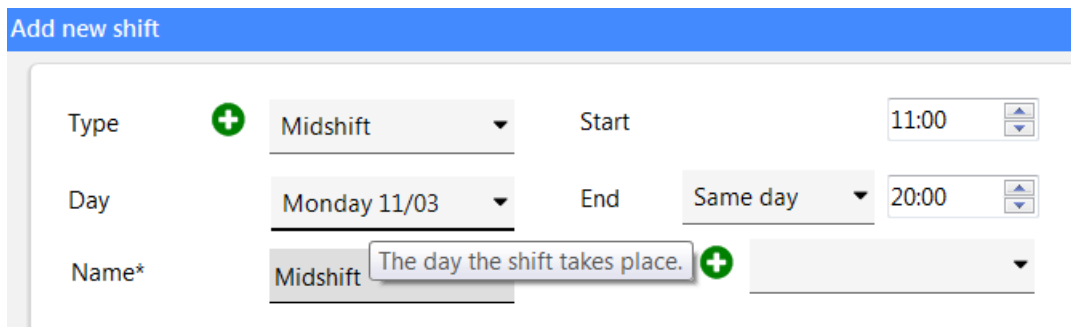 Add new shift
Type Midshift Start 11:00
Day Monday 11/03 End Same day 20:00
Name* Midshift The day the shift takes place.